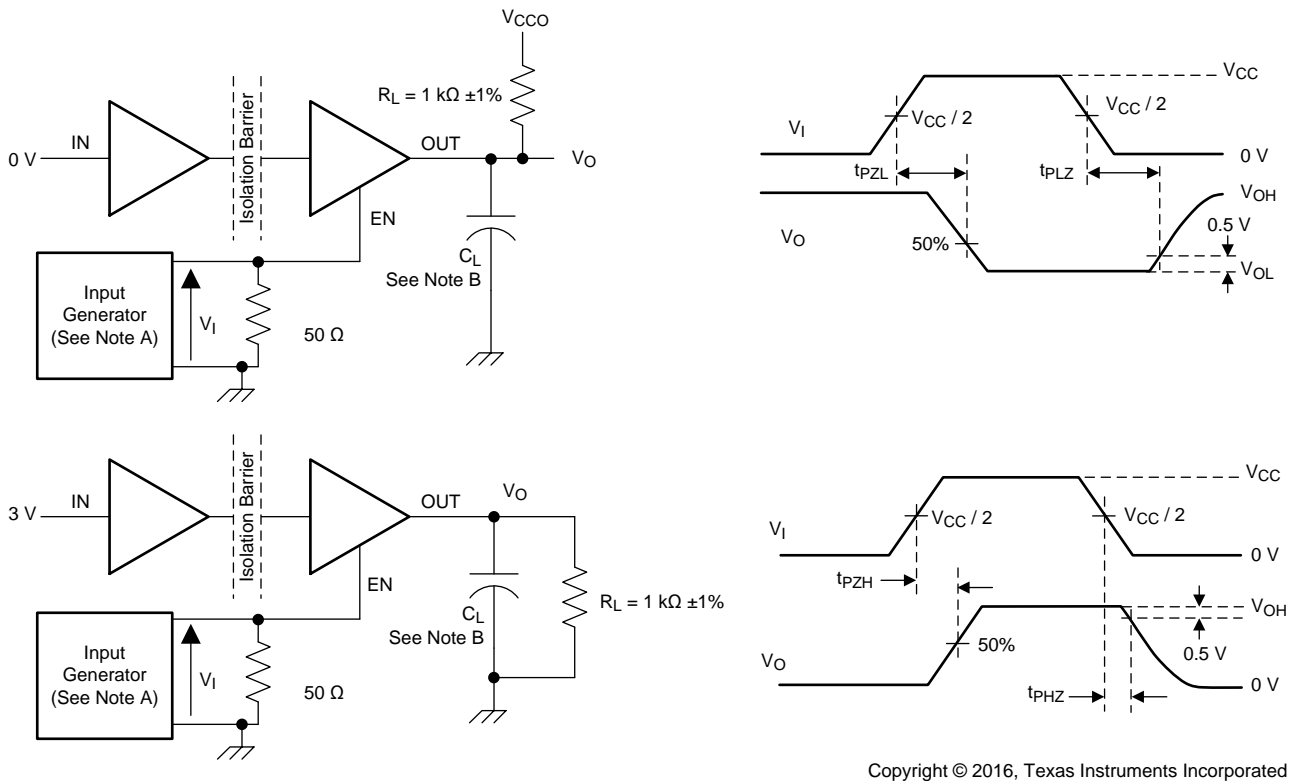 VCCO
RL = 1 kΩ ±1%
0 V
IN
Isolation Barrier
OUT
VO
EN
CL
See Note B
Input
Generator
(See Note A)
VI
50 Ω
VCC
VCC / 2
VCC / 2
VI
0 V
tPZL
tPLZ
VOH
0.5 V
VO
50%
VOL
3 V
IN
Isolation Barrier
OUT
VO
EN
CL
See Note B
RL = 1 kΩ ±1%
Input
Generator
(See Note A)
VI
50 Ω
VCC
VCC / 2
VCC / 2
VI
0 V
tPZH
VOH
0.5 V
50%
VO
0 V
tPHZ
Copyright © 2016, Texas Instruments Incorporated